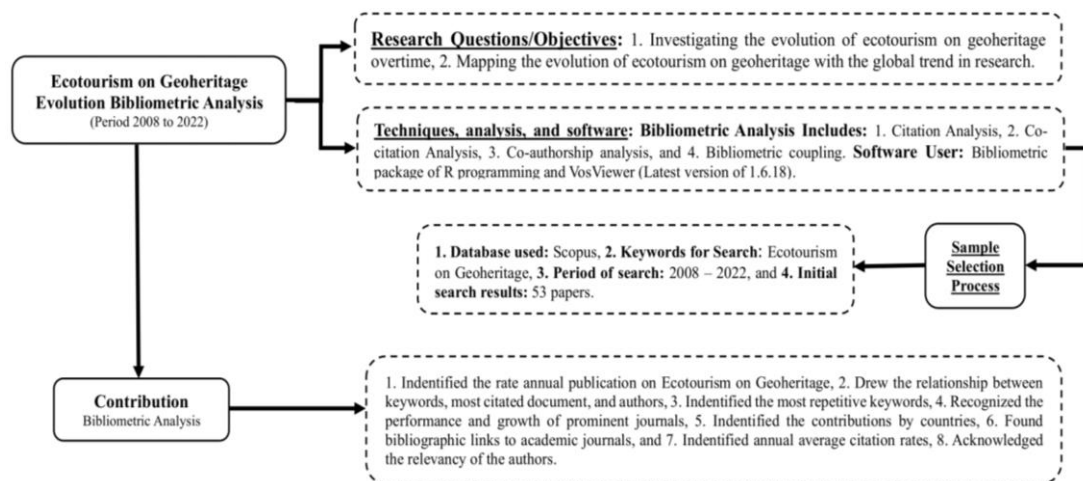 Ecotourism on Geoheritage
Evolution Bibliometric Analysis
(Period 2008 to 2022)
Research Questions/Objectives: 1. Investigating the evolution of ecotourism on geoheritage
overtime, 2. Mapping the evolution of ecotourism on geoheritage with the global trend in research.
Techniques, analysis, and software: Bibliometric Analysis Includes: 1. Citation Analysis, 2. Co-
citation Analysis, 3. Co-authorship analysis, and 4. Bibliometric coupling. Software User: Bibliometric
package of R programming and VosViewer (Latest version of 1.6.18).
Sample
Selection
Process
1. Database used: Scopus, 2. Keywords for Search: Ecotourism
on Geoheritage, 3. Period of search: 2008 – 2022, and 4. Initial
search results: 53 papers.
Contribution
Bibliometric Analysis
1. Indentified the rate annual publication on Ecotourism on Geoheritage, 2. Drew the relationship between
keywords, most cited document, and authors, 3. Indentified the most repetitive keywords, 4. Recognized the
performance and growth of prominent journals, 5. Indentified the contributions by countries, 6. Found
bibliographic links to academic journals, and 7. Indentified annual average citation rates, 8. Acknowledged
the relevancy of the authors.